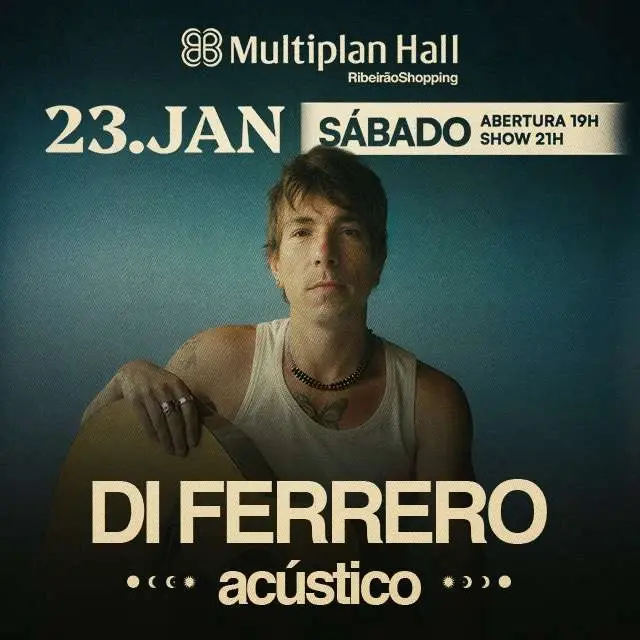 Multiplan Hall
RibeirãoShopping
23.JAN
SÁBADO
ABERTURA 19H
SHOW 21H
DI FERRERO
acústico